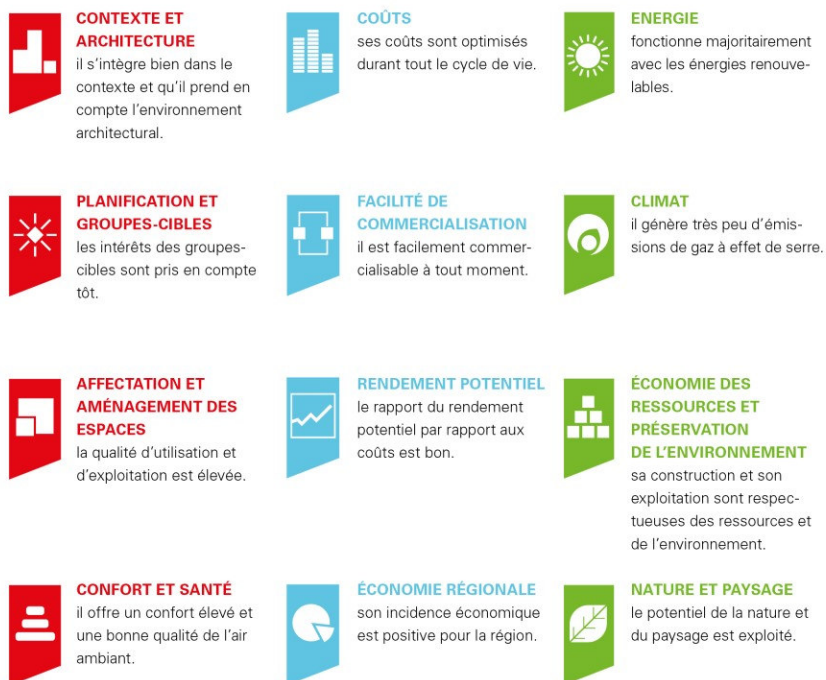 CONTEXTE ET
ARCHITECTURE
il s'intègre bien dans le
contexte et qu'il prend en
compte l'environnement
architectural.
COÛTS
ses coûts sont optimisés
durant tout le cycle de vie.
ENERGIE
fonctionne majoritairement
avec les énergies renouve-
lables.
PLANIFICATION ET
GROUPES-CIBLES
les intérêts des groupes-
cibles sont pris en compte
tôt.
FACILITÉ DE
COMMERCIALISATION
il est facilement commer-
cialisable à tout moment.
CLIMAT
il génère très peu d'émis-
sions de gaz à effet de serre.
AFFECTATION ET
AMÉNAGEMENT DES
ESPACES
la qualité d'utilisation et
d'exploitation est élevée.
RENDEMENT POTENTIEL
le rapport du rendement
potentiel par rapport aux
coûts est bon.
ÉCONOMIE DES
RESSOURCES ET
PRÉSERVATION
DE L'ENVIRONNEMENT
sa construction et son
exploitation sont respec-
tueuses des ressources et
de l'environnement.
CONFORT ET SANTÉ
il offre un confort élevé et
une bonne qualité de l'air
ambiant.
ÉCONOMIE RÉGIONALE
son incidence économique
est positive pour la région.
NATURE ET PAYSAGE
le potentiel de la nature et
du paysage est exploité.